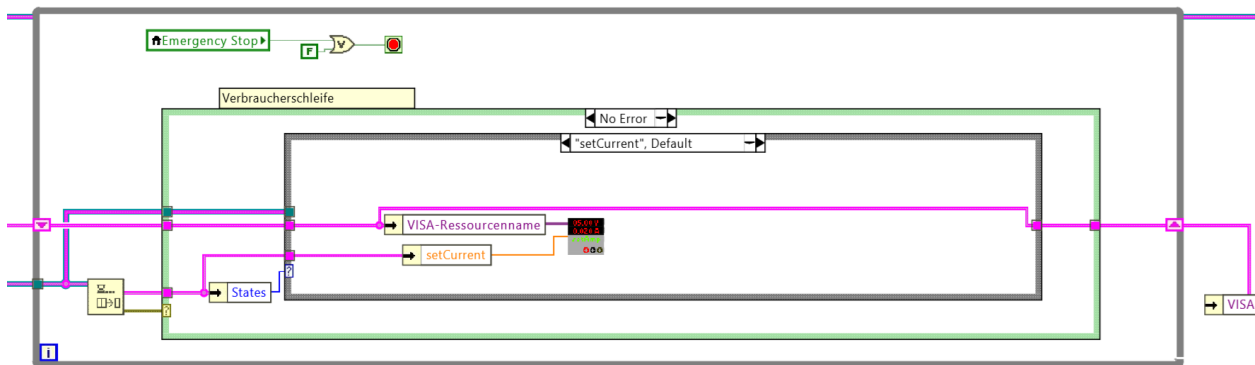 Emergency Stop
F
Verbraucherschleife
No Error
"setCurrent", Default
VISA-Ressourcenname
setCurrent
?
States
?
i
VISA